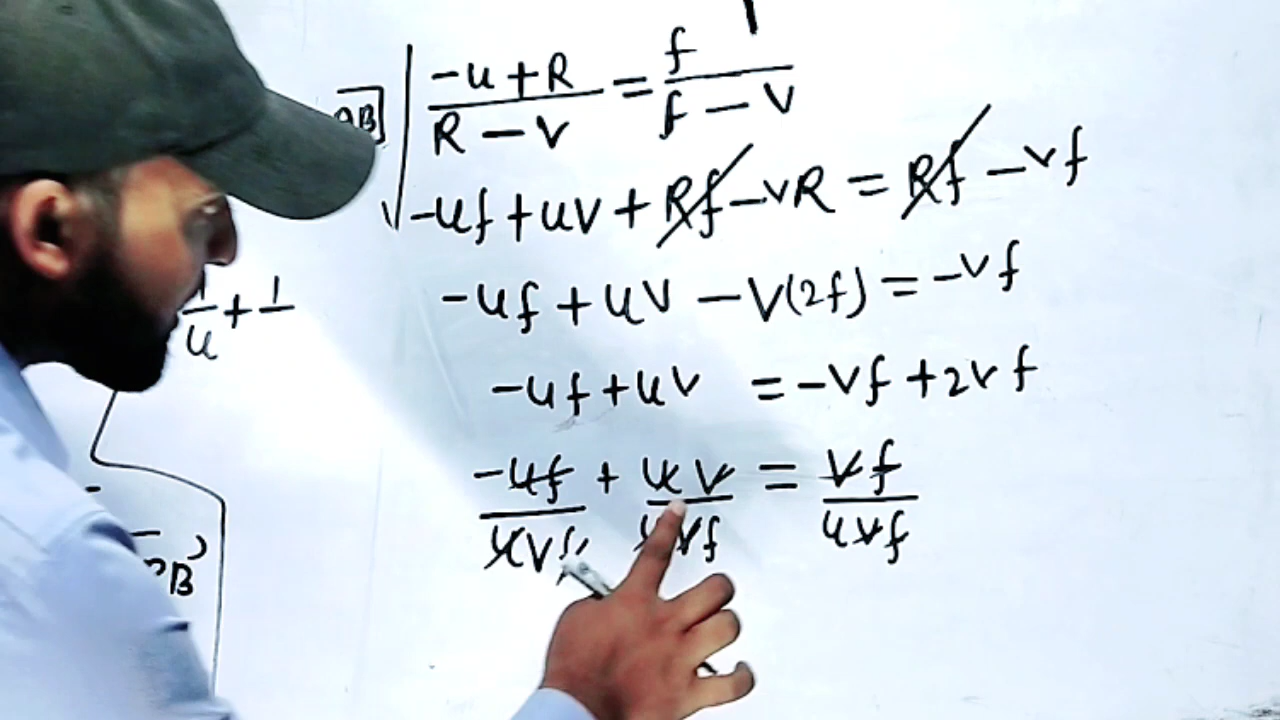 (-u + R)/(R - v) = f/(f - v)
-uf + uv + Rf - vR = Rf - vf
-uf + uv - v(2f) = -vf
-uf + uv = -vf + 2vf
-uf/uvf + uv/uvf = vf/uvf